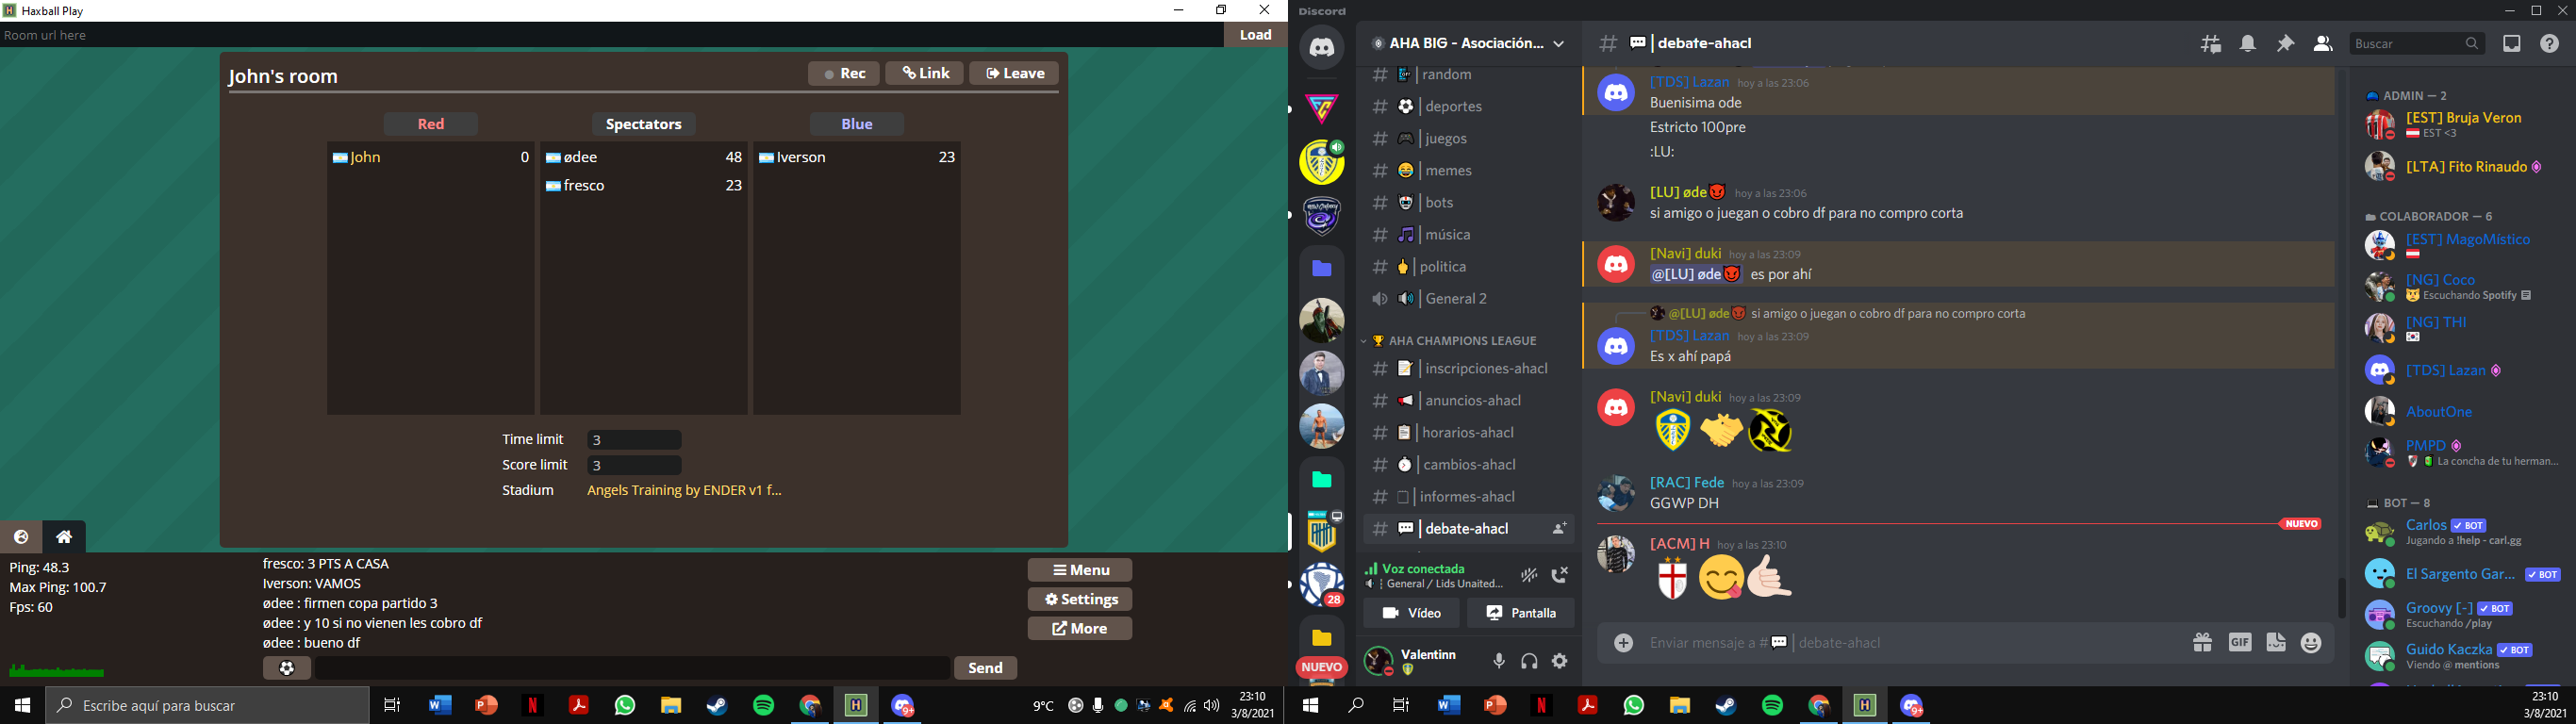 Haxball Play
Room url here
Load
John's room
Rec
Link
Leave
Red
Spectators
Blue
John 0
ødee 48
fresco 23
Iverson 23
Time limit 3
Score limit 3
Stadium Angels Training by ENDER v1 f...
Ping: 48.3
Max Ping: 100.7
Fps: 60
fresco: 3 PTS A CASA
Iverson: VAMOS
ødee : firmen copa partido 3
ødee : y 10 si no vienen les cobro df
ødee : bueno df
Menu
Settings
More
Send
Escribe aquí para buscar
9°C
23:10
3/8/2021
Discord
AHA BIG - Asociación...
random
deportes
juegos
memes
bots
música
politica
General 2
AHA CHAMPIONS LEAGUE
inscripciones-ahacl
anuncios-ahacl
horarios-ahacl
cambios-ahacl
informes-ahacl
debate-ahacl
Voz conectada
General / Lids Unaited...
Vídeo
Pantalla
Valentinn
28
NUEVO
debate-ahacl
Buscar
[TDS] Lazan hoy a las 23:06
Buenisima ode
Estricto 100pre
:LU:
[LU] øde😈 hoy a las 23:06
si amigo o juegan o cobro df para no compro corta
[Navi] duki hoy a las 23:09
@[LU] øde😈 es por ahí
@[LU] øde😈 si amigo o juegan o cobro df para no compro corta
[TDS] Lazan hoy a las 23:09
Es x ahí papá
[Navi] duki hoy a las 23:09
[RAC] Fede hoy a las 23:09
GGWP DH
NUEVO
[ACM] H hoy a las 23:10
Enviar mensaje a #💬 | debate-ahacl
GIF
ADMIN — 2
[EST] Bruja Veron
EST <3
[LTA] Fito Rinaudo
COLABORADOR — 6
[EST] MagoMístico
[NG] Coco
Escuchando Spotify
[NG] THI
[TDS] Lazan
AboutOne
PMPD
La concha de tu herman...
BOT — 8
Carlos BOT
Jugando a !help - carl.gg
El Sargento Gar... BOT
Groovy [-] BOT
Escuchando /play
Guido Kaczka BOT
Viendo @ mentions
23:10
3/8/2021